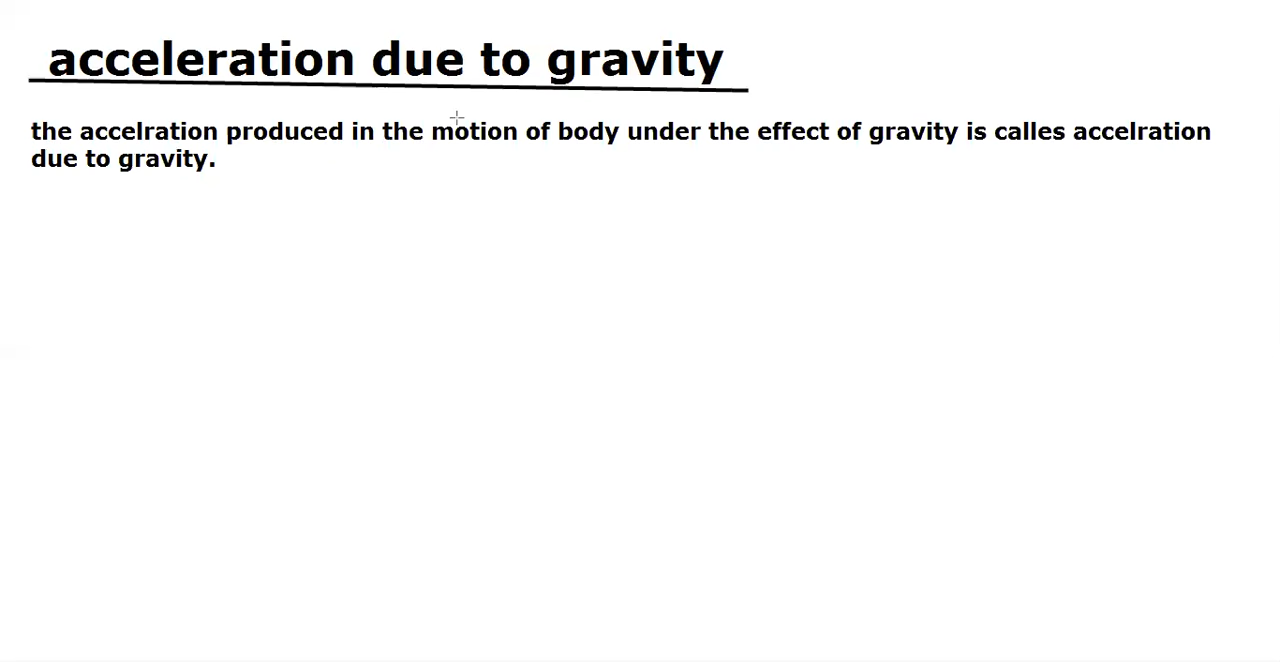 acceleration due to gravity
the accelration produced in the motion of body under the effect of gravity is calles accelration
due to gravity.